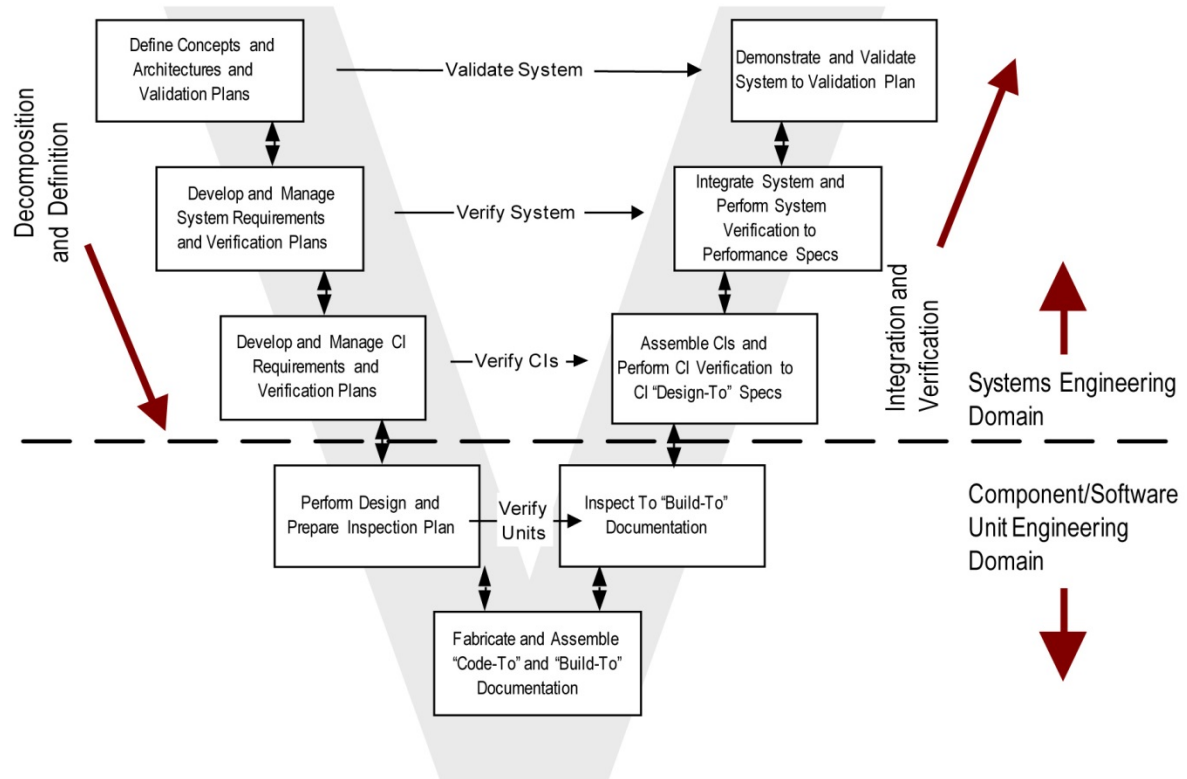 Define Concepts and
Architectures and
Validation Plans
Validate System
Demonstrate and Validate
System to Validation Plan
Decomposition
and Definition
Develop and Manage
System Requirements
and Verification Plans
Verify System
Integrate System and
Perform System
Verification to
Performance Specs
Integration and
Verification
Develop and Manage CI
Requirements and
Verification Plans
Verify CIs
Assemble CIs and
Perform CI Verification to
CI “Design-To” Specs
Systems Engineering
Domain
Perform Design and
Prepare Inspection Plan
Verify
Units
Inspect To “Build-To”
Documentation
Component/Software
Unit Engineering
Domain
Fabricate and Assemble
“Code-To” and “Build-To”
Documentation